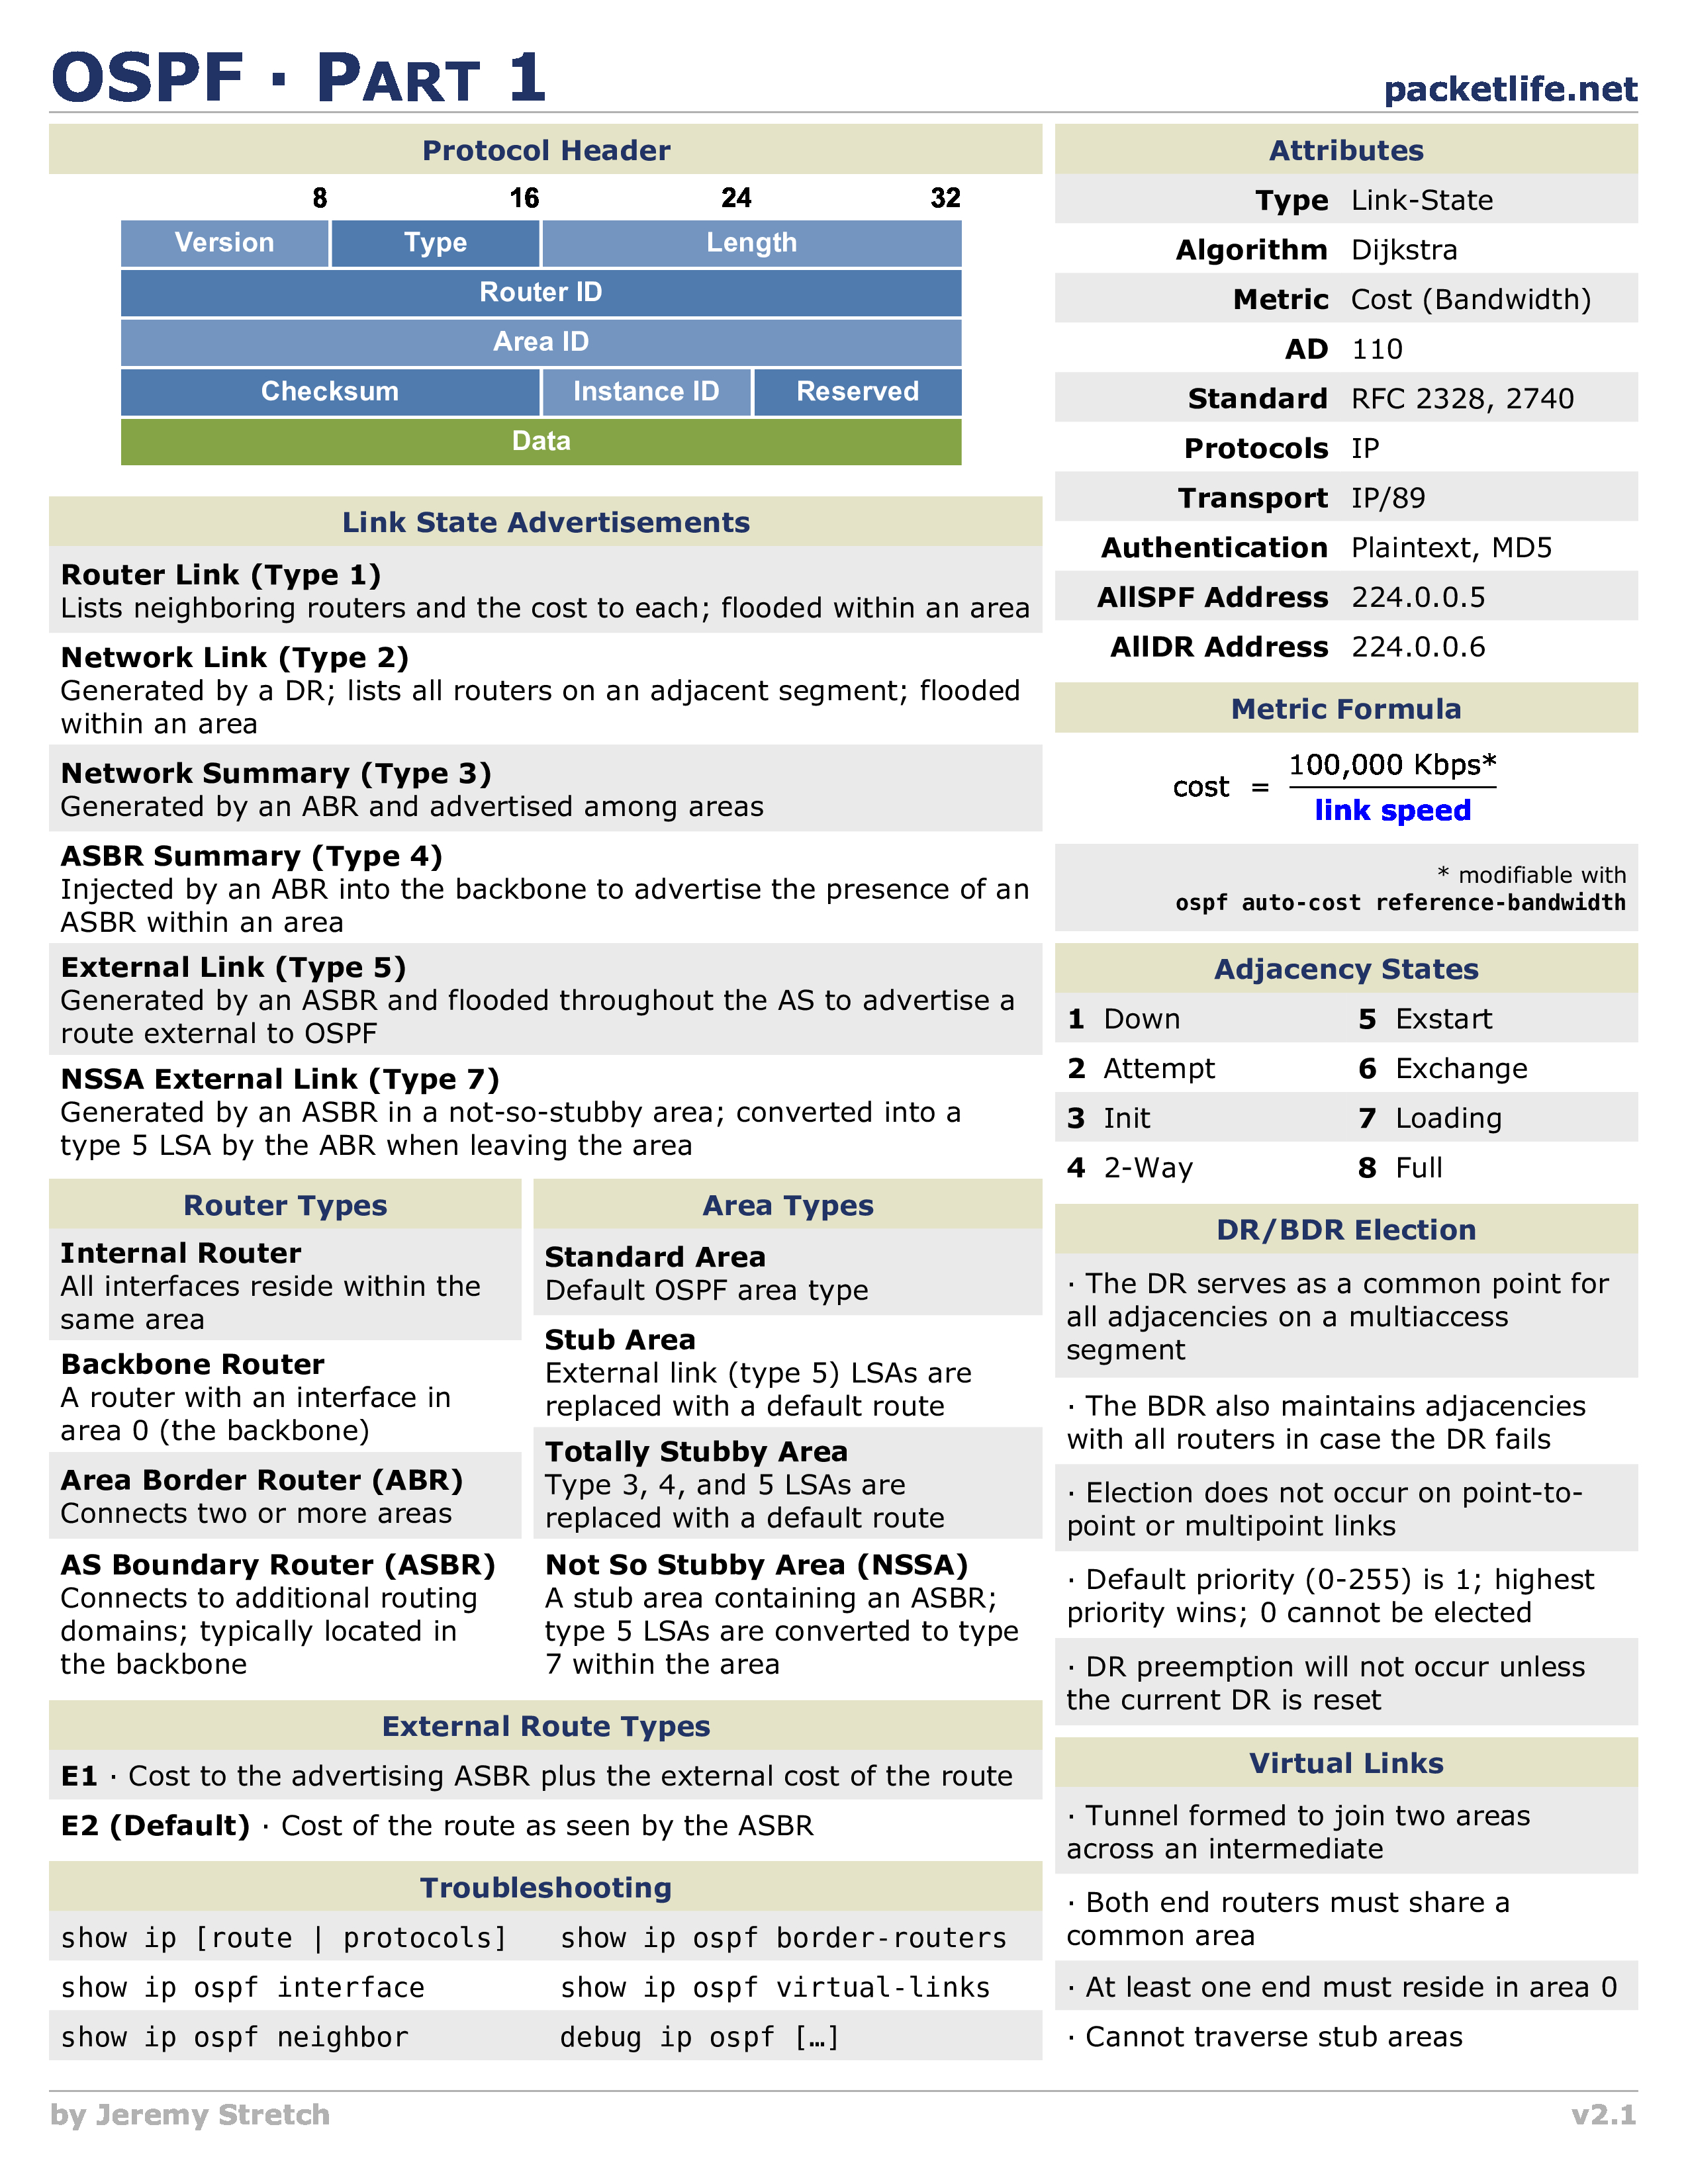 OSPF · PART 1
packetlife.net
Protocol Header
8 16 24 32
Version Type Length
Router ID
Area ID
Checksum Instance ID Reserved
Data
Link State Advertisements
Router Link (Type 1)
Lists neighboring routers and the cost to each; flooded within an area
Network Link (Type 2)
Generated by a DR; lists all routers on an adjacent segment; flooded
within an area
Network Summary (Type 3)
Generated by an ABR and advertised among areas
ASBR Summary (Type 4)
Injected by an ABR into the backbone to advertise the presence of an
ASBR within an area
External Link (Type 5)
Generated by an ASBR and flooded throughout the AS to advertise a
route external to OSPF
NSSA External Link (Type 7)
Generated by an ASBR in a not-so-stubby area; converted into a
type 5 LSA by the ABR when leaving the area
Router Types
Internal Router
All interfaces reside within the
same area
Backbone Router
A router with an interface in
area 0 (the backbone)
Area Border Router (ABR)
Connects two or more areas
AS Boundary Router (ASBR)
Connects to additional routing
domains; typically located in
the backbone
Area Types
Standard Area
Default OSPF area type
Stub Area
External link (type 5) LSAs are
replaced with a default route
Totally Stubby Area
Type 3, 4, and 5 LSAs are
replaced with a default route
Not So Stubby Area (NSSA)
A stub area containing an ASBR;
type 5 LSAs are converted to type
7 within the area
External Route Types
E1 · Cost to the advertising ASBR plus the external cost of the route
E2 (Default) · Cost of the route as seen by the ASBR
Troubleshooting
show ip [route | protocols] show ip ospf border-routers
show ip ospf interface show ip ospf virtual-links
show ip ospf neighbor debug ip ospf […]
Attributes
Type Link-State
Algorithm Dijkstra
Metric Cost (Bandwidth)
AD 110
Standard RFC 2328, 2740
Protocols IP
Transport IP/89
Authentication Plaintext, MD5
AllSPF Address 224.0.0.5
AllDR Address 224.0.0.6
Metric Formula
100,000 Kbps*
cost =
link speed
* modifiable with
ospf auto-cost reference-bandwidth
Adjacency States
1 Down 5 Exstart
2 Attempt 6 Exchange
3 Init 7 Loading
4 2-Way 8 Full
DR/BDR Election
· The DR serves as a common point for
all adjacencies on a multiaccess
segment
· The BDR also maintains adjacencies
with all routers in case the DR fails
· Election does not occur on point-to-
point or multipoint links
· Default priority (0-255) is 1; highest
priority wins; 0 cannot be elected
· DR preemption will not occur unless
the current DR is reset
Virtual Links
· Tunnel formed to join two areas
across an intermediate
· Both end routers must share a
common area
· At least one end must reside in area 0
· Cannot traverse stub areas
by Jeremy Stretch
v2.1